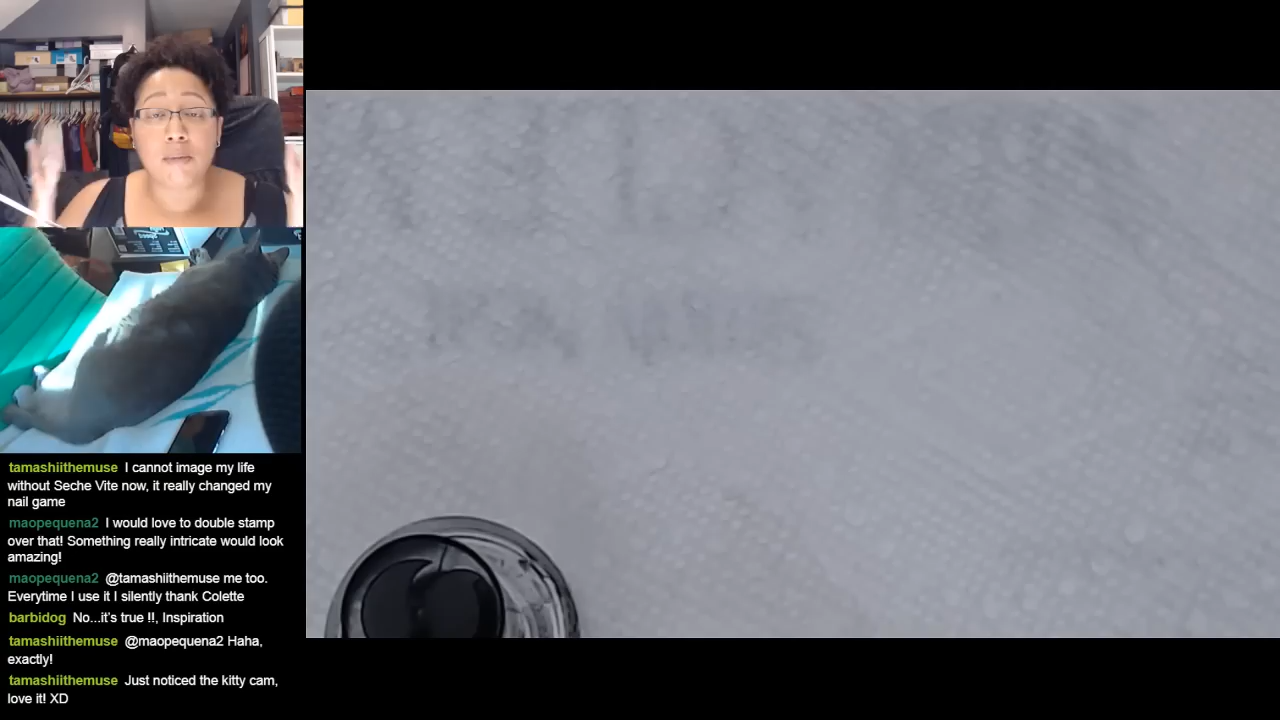 tamashiithemuse I cannot image my life
without Seche Vite now, it really changed my
nail game
maopequena2 I would love to double stamp
over that! Something really intricate would look
amazing!
maopequena2 @tamashiithemuse me too.
Everytime I use it I silently thank Colette
barbidog No...it's true !!, Inspiration
tamashiithemuse @maopequena2 Haha,
exactly!
tamashiithemuse Just noticed the kitty cam,
love it! XD